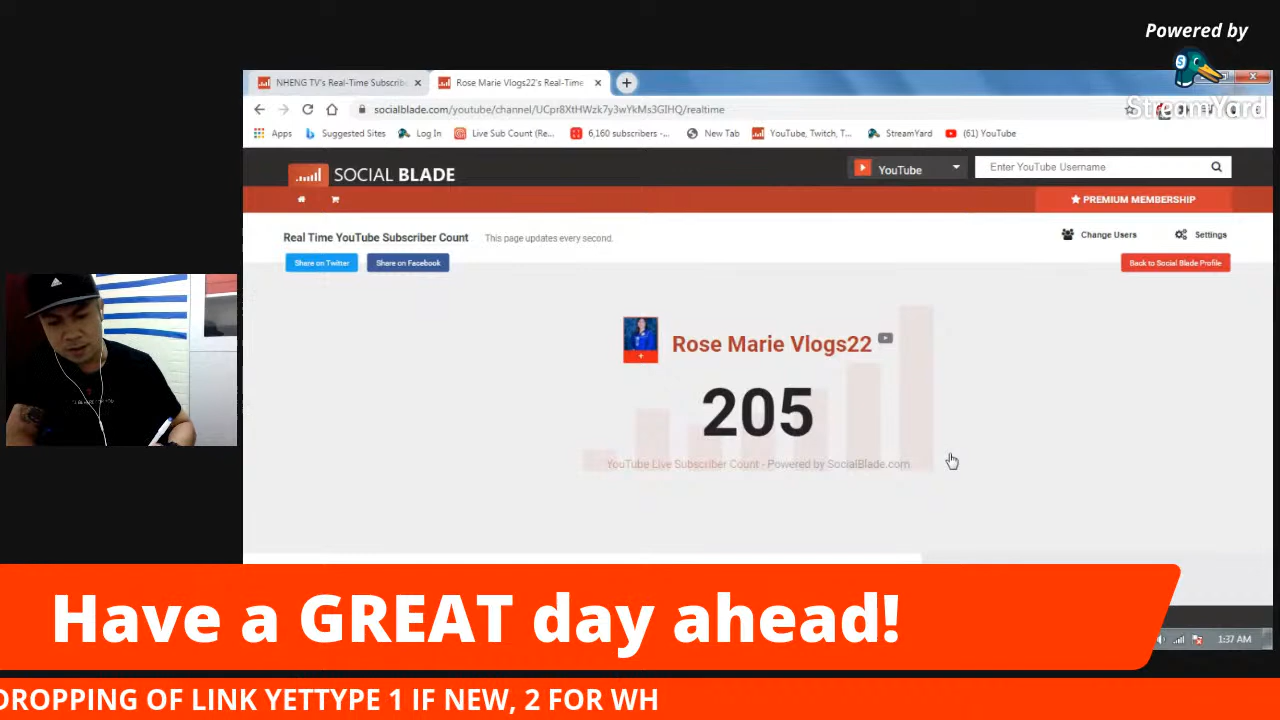 Powered by
StreamYard
NHENG TV's Real-Time Subscrib
Rose Marie Vlogs22's Real-Time
socialblade.com/youtube/channel/UCpr8XtHWzk7y3wYkMs3GIHQ/realtime
Apps
Suggested Sites
Log In
Live Sub Count (Re...
6,160 subscribers -...
New Tab
YouTube, Twitch, T...
StreamYard
(61) YouTube
SOCIAL BLADE
YouTube
Enter YouTube Username
PREMIUM MEMBERSHIP
Real Time YouTube Subscriber Count
This page updates every second.
Change Users
Settings
Share on Twitter
Share on Facebook
Back to Social Blade Profile
Rose Marie Vlogs22
205
YouTube Live Subscriber Count - Powered by SocialBlade.com
Have a GREAT day ahead!
1:37 AM
DROPPING OF LINK YETTYPE 1 IF NEW, 2 FOR WH